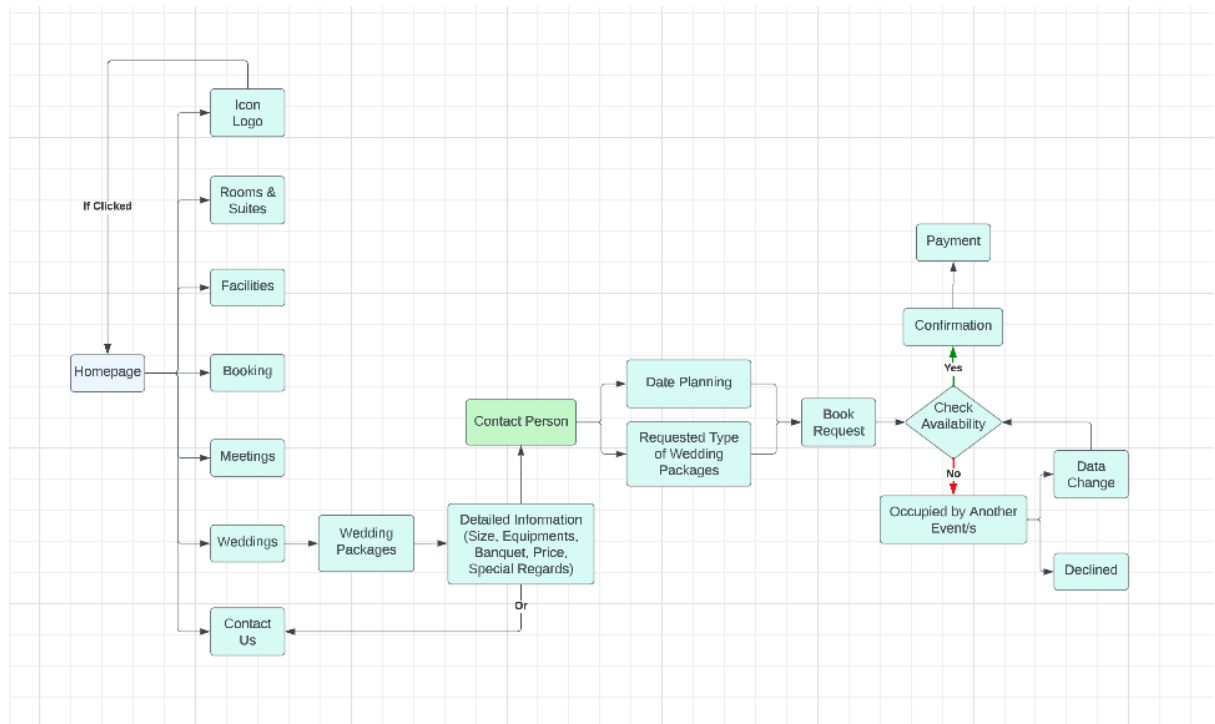 Icon
Logo
Rooms &
Suites
If Clicked
Payment
Facilities
Confirmation
Homepage
Booking
Yes
Date Planning
Contact Person
Book
Request
Check
Availability
Requested Type
of Wedding
Packages
Meetings
No
Data
Change
Occupied by Another
Event/s
Weddings
Wedding
Packages
Detailed Information
(Size, Equipments,
Banquet, Price,
Special Regards)
Declined
Or
Contact
Us